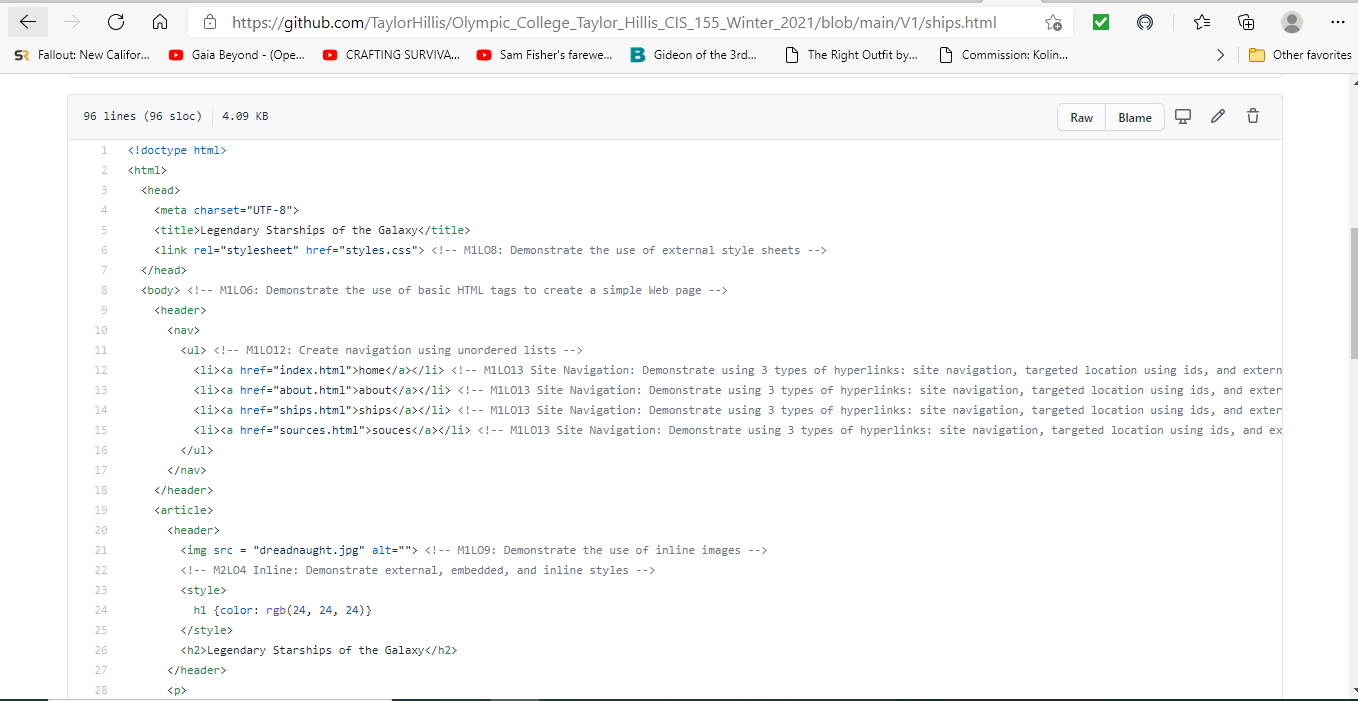 https://github.com/TaylorHillis/Olympic_College_Taylor_Hillis_CIS_155_Winter_2021/blob/main/V1/ships.html
SR Fallout: New Califor... Gaia Beyond - (Ope... CRAFTING SURVIVA... Sam Fisher's farewe... Gideon of the 3rd... The Right Outfit by... Commission: Kolin... Other favorites
96 lines (96 sloc) 4.09 KB Raw Blame
1 <!doctype html>
2 <html>
3 <head>
4 <meta charset="UTF-8">
5 <title>Legendary Starships of the Galaxy</title>
6 <link rel="stylesheet" href="styles.css"> <!-- M1LO8: Demonstrate the use of external style sheets -->
7 </head>
8 <body> <!-- M1LO6: Demonstrate the use of basic HTML tags to create a simple Web page -->
9 <header>
10 <nav>
11 <ul> <!-- M1LO12: Create navigation using unordered lists -->
12 <li><a href="index.html">home</a></li> <!-- M1LO13 Site Navigation: Demonstrate using 3 types of hyperlinks: site navigation, targeted location using ids, and extern
13 <li><a href="about.html">about</a></li> <!-- M1LO13 Site Navigation: Demonstrate using 3 types of hyperlinks: site navigation, targeted location using ids, and exter
14 <li><a href="ships.html">ships</a></li> <!-- M1LO13 Site Navigation: Demonstrate using 3 types of hyperlinks: site navigation, targeted location using ids, and exter
15 <li><a href="sources.html">souces</a></li> <!-- M1LO13 Site Navigation: Demonstrate using 3 types of hyperlinks: site navigation, targeted location using ids, and ex
16 </ul>
17 </nav>
18 </header>
19 <article>
20 <header>
21 <img src = "dreadnaught.jpg" alt=""> <!-- M1LO9: Demonstrate the use of inline images -->
22 <!-- M2LO4 Inline: Demonstrate external, embedded, and inline styles -->
23 <style>
24 h1 {color: rgb(24, 24, 24)}
25 </style>
26 <h2>Legendary Starships of the Galaxy</h2>
27 </header>
28 <p>